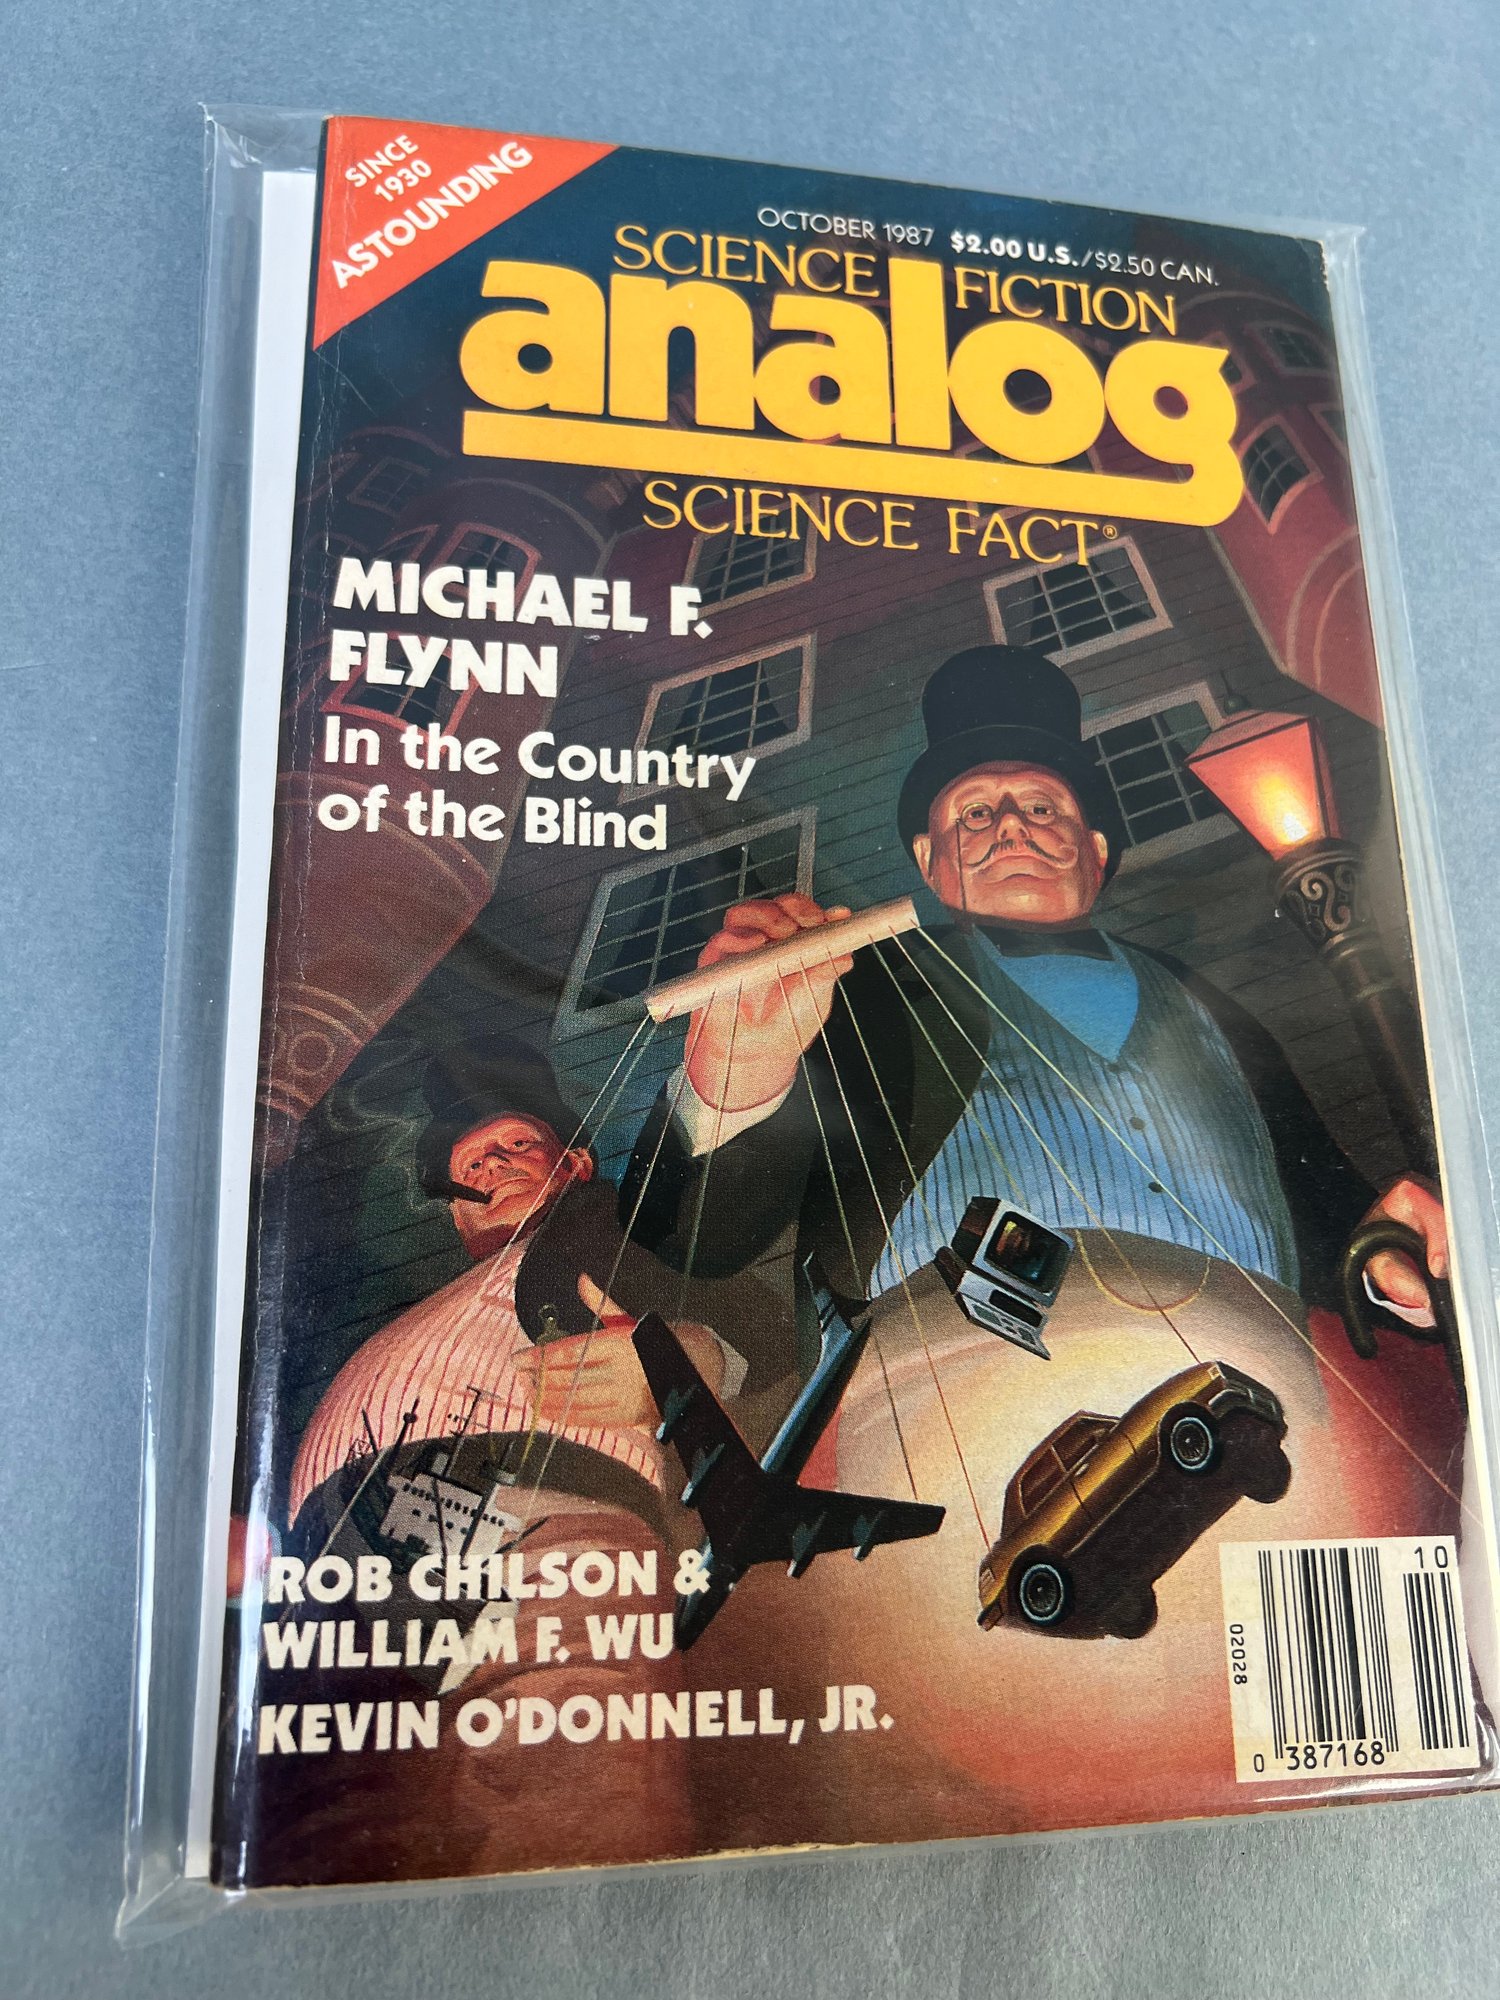 SINCE
1930
ASTOUNDING
OCTOBER 1987 $2.00 U.S./$2.50 CAN.
SCIENCE FICTION
analog
SCIENCE FACT®
MICHAEL F.
FLYNN
In the Country
of the Blind
ROB CHILSON &
WILLIAM F. WU
KEVIN O'DONNELL, JR.
10
02028
0 387168